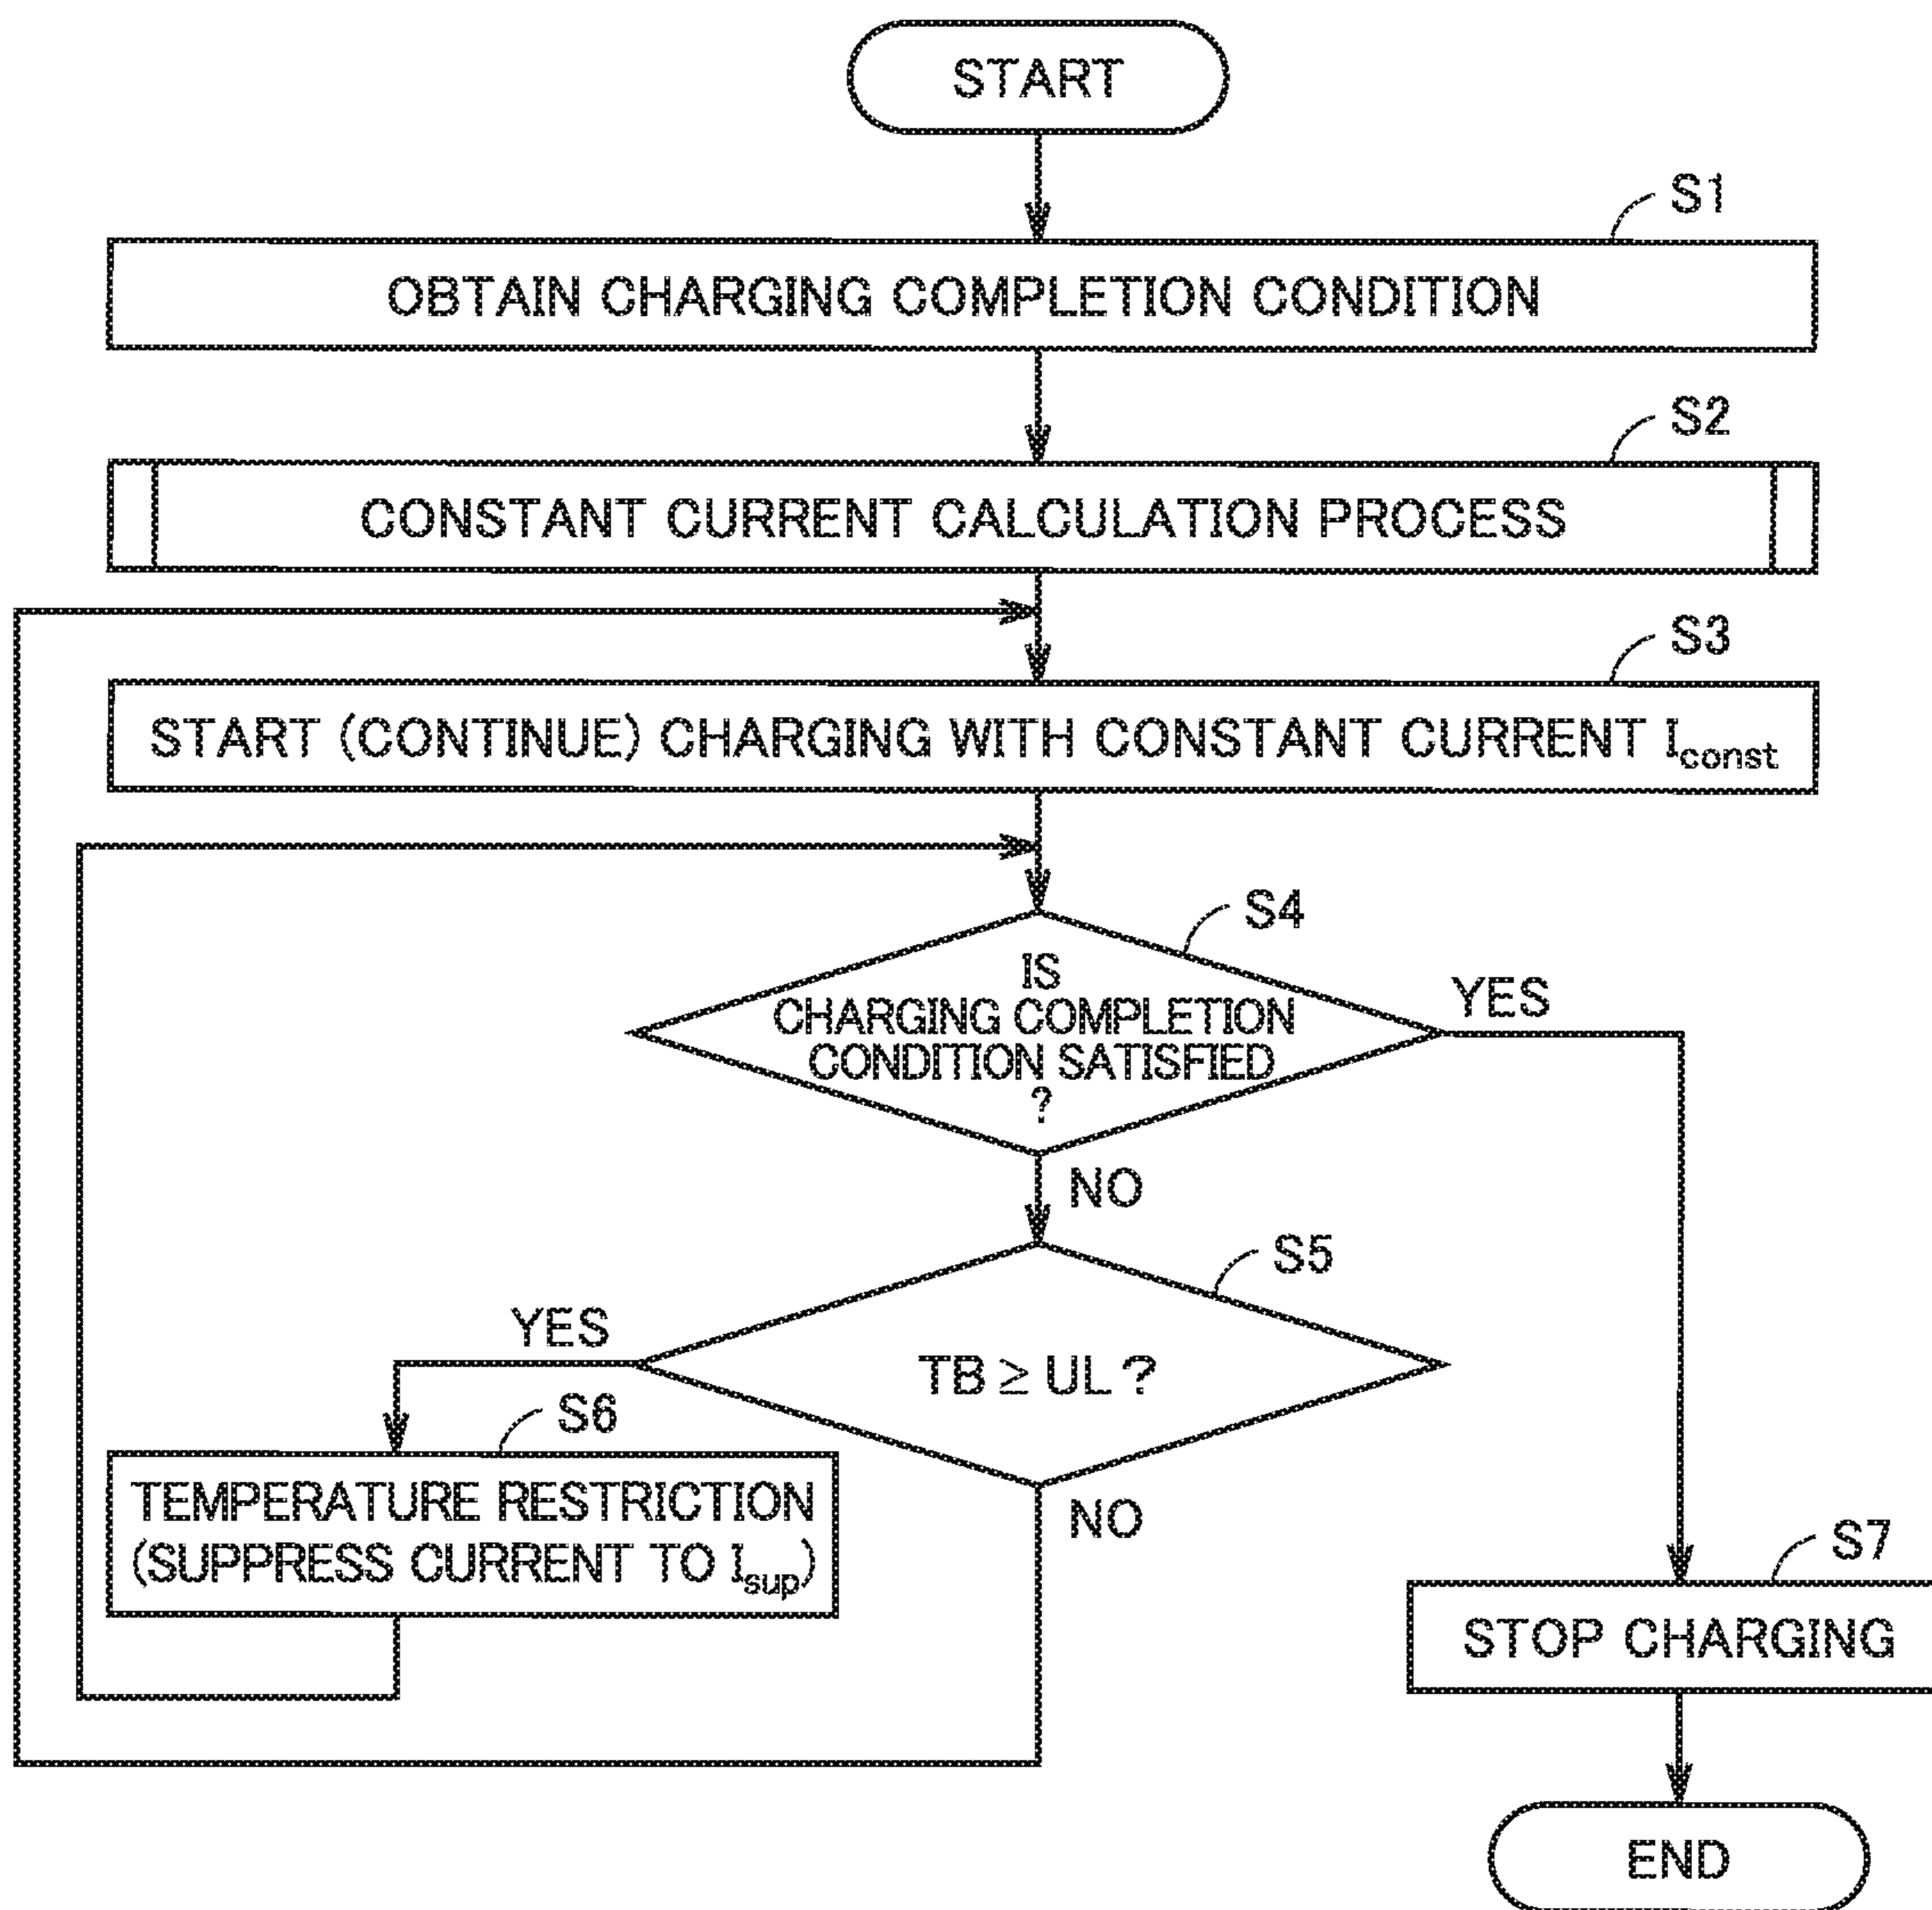 START
S1
OBTAIN CHARGING COMPLETION CONDITION
S2
CONSTANT CURRENT CALCULATION PROCESS
S3
START (CONTINUE) CHARGING WITH CONSTANT CURRENT Iconst
S4
IS
CHARGING COMPLETION
CONDITION SATISFIED
?
YES
NO
S5
TB ≥ UL ?
YES
NO
S6
TEMPERATURE RESTRICTION
(SUPPRESS CURRENT TO Isup)
S7
STOP CHARGING
END